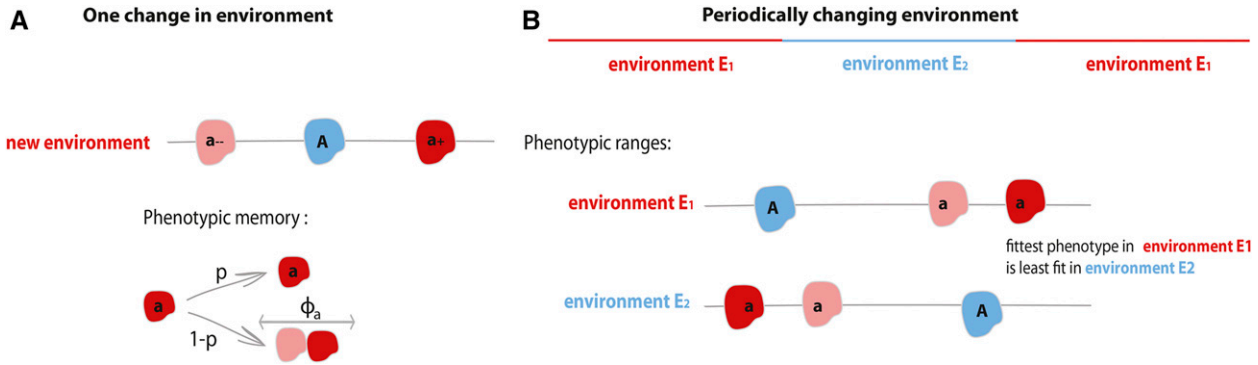 A One change in environment
new environment a-- A a+
Phenotypic memory :
a p a
ϕa
1-p
B Periodically changing environment
environment E1 environment E2 environment E1
Phenotypic ranges:
environment E1 A a a
fittest phenotype in environment E1
is least fit in environment E2
environment E2 a a A